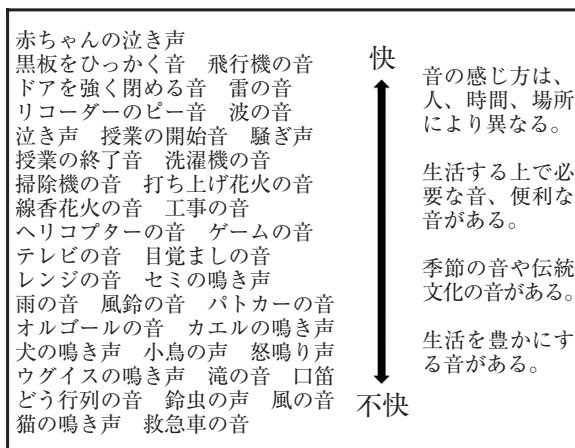 赤ちゃんの泣き声
黒板をひっかく音　飛行機の音
ドアを強く閉める音　雷の音
リコーダーのピー音　波の音
泣き声　授業の開始音　騒ぎ声
授業の終了音　洗濯機の音
掃除機の音　打ち上げ花火の音
線香花火の音　工事の音
ヘリコプターの音　ゲームの音
テレビの音　目覚ましの音
レンジの音　セミの鳴き声
雨の音　風鈴の音　パトカーの音
オルゴールの音　カエルの鳴き声
犬の鳴き声　小鳥の声　怒鳴り声
ウグイスの鳴き声　滝の音　口笛
どう行列の音　鈴虫の声　風の音
猫の鳴き声　救急車の音
快
不快
音の感じ方は、
人、時間、場所
により異なる。
生活する上で必
要な音、便利な
音がある。
季節の音や伝統
文化の音がある。
生活を豊かにす
る音がある。